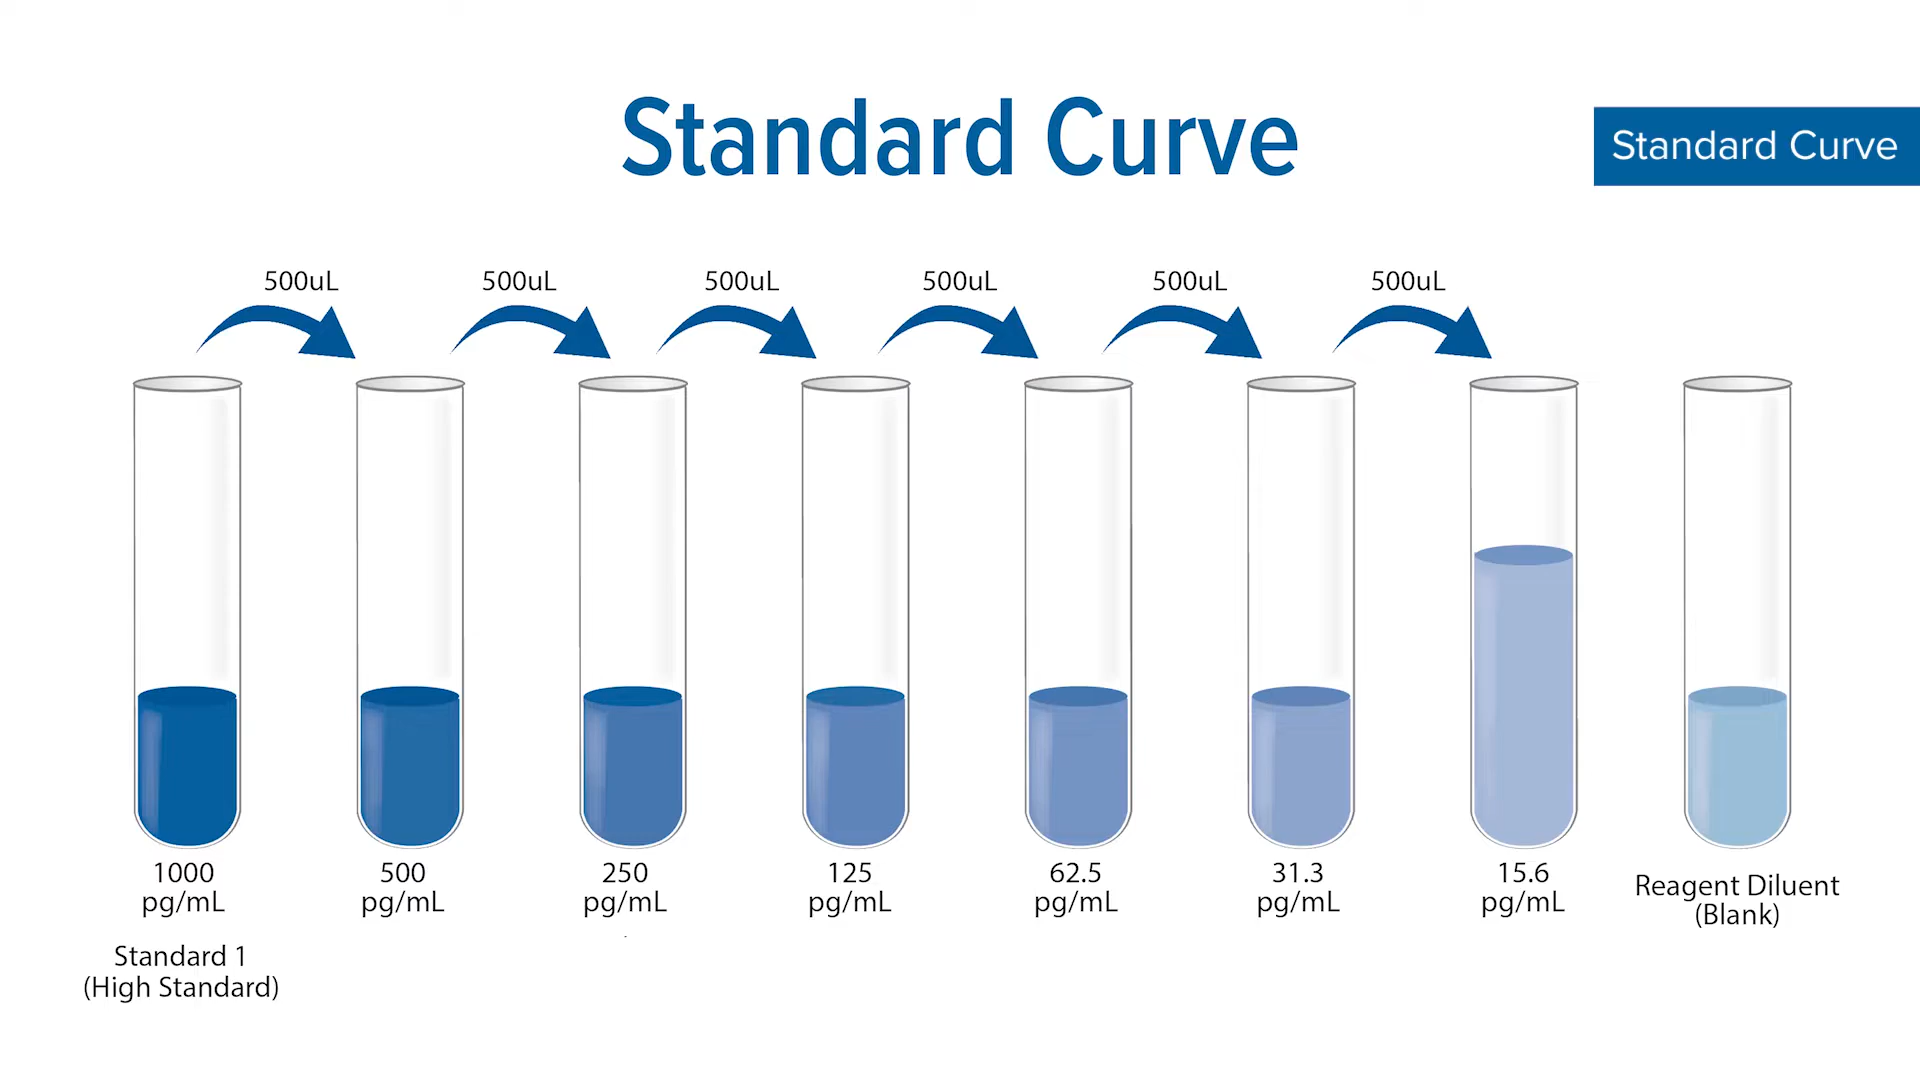 Standard Curve
Standard Curve
500uL
500uL
500uL
500uL
500uL
500uL
1000
pg/mL
500
pg/mL
250
pg/mL
125
pg/mL
62.5
pg/mL
31.3
pg/mL
15.6
pg/mL
Reagent Diluent
(Blank)
Standard 1
(High Standard)